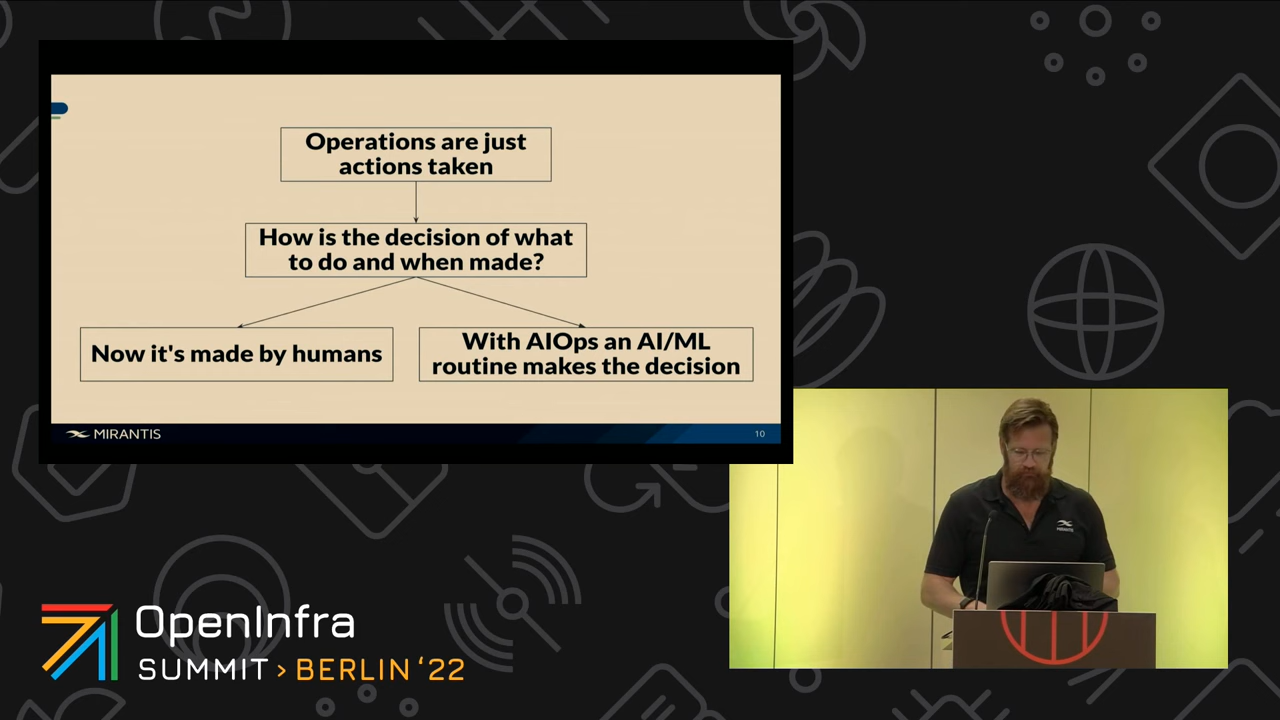 Operations are just
actions taken
How is the decision of what
to do and when made?
Now it's made by humans
With AIOps an AI/ML
routine makes the decision
MIRANTIS
10
MIRANTIS
OpenInfra
SUMMIT > BERLIN '22